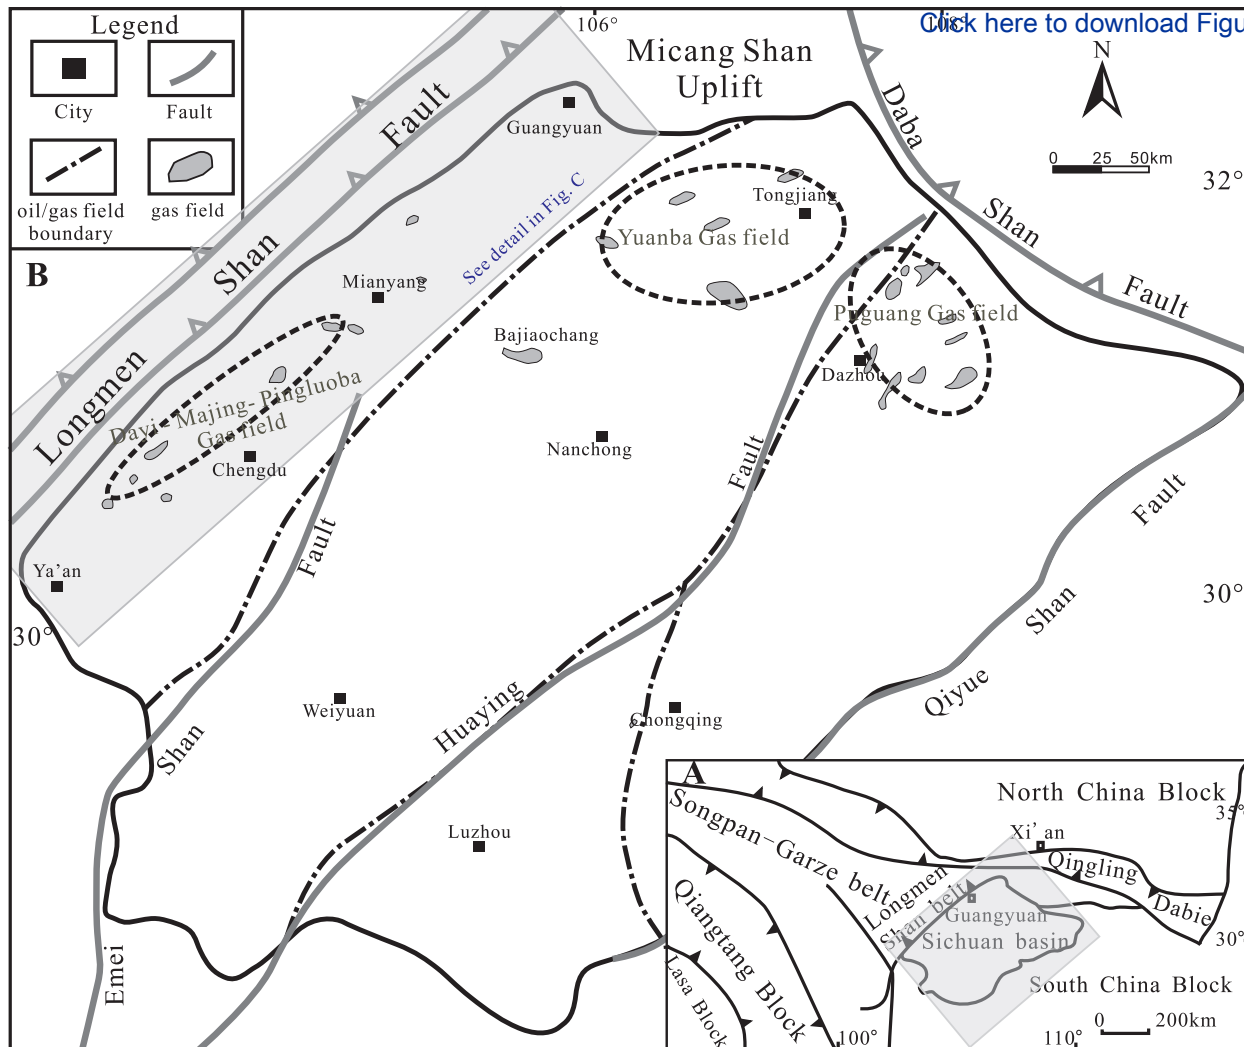 Legend
City
Fault
oil/gas field
boundary
gas field
B
106°
108°
Click here to download Figu
Micang Shan
Uplift
N
0 25 50km
32°
Daba
Shan
Fault
Longmen
Shan
Fault
Guangyuan
See detail in Fig. C
Tongjiang
Yuanba Gas field
Mianyang
Bajiaochang
Puguang Gas field
Dazhou
Dayi-Majing-Pingluoba
Gas field
Chengdu
Nanchong
Ya'an
30°
30°
Emei
Shan
Fault
Huaying
Fault
Qiyue
Shan
Fault
Weiyuan
Chongqing
Luzhou
A
North China Block
35°
Songpan-Garze belt
Xi'an
Qingling
Dabie
Longmen
Shan belt
Guangyuan
Sichuan basin
Qiangtang Block
Lasa Block
30°
South China Block
0 200km
100°
110°